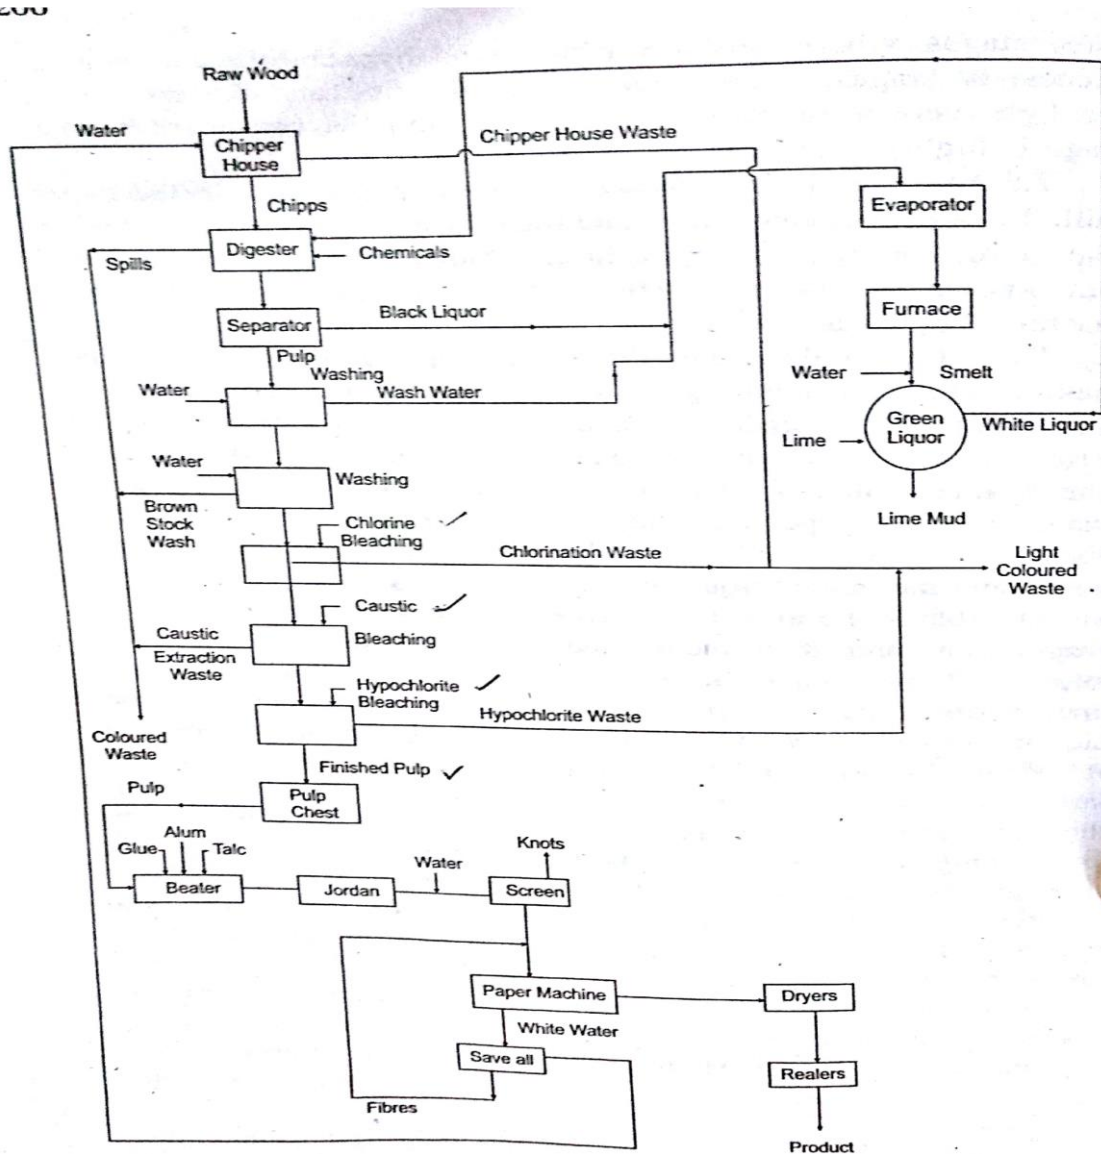 Raw Wood
Water
Chipper
House
Chipper House Waste
Chipps
Evaporator
Digester
Chemicals
Spills
Furnace
Black Liquor
Separator
Pulp
Washing
Water
Smelt
Water
Wash Water
Green
Liquor
White Liquor
Lime
Water
Washing
Brown
Stock
Wash
Lime Mud
Chlorine
Bleaching
Chlorination Waste
Light
Coloured
Waste
Caustic
Bleaching
Caustic
Extraction
Waste
Hypochlorite
Bleaching
Hypochlorite Waste
Coloured
Waste
Finished Pulp
Pulp
Pulp
Chest
Alum
Glue
Talc
Knots
Water
Beater
Jordan
Screen
Paper Machine
Dryers
White Water
Save all
Realers
Fibres
Product